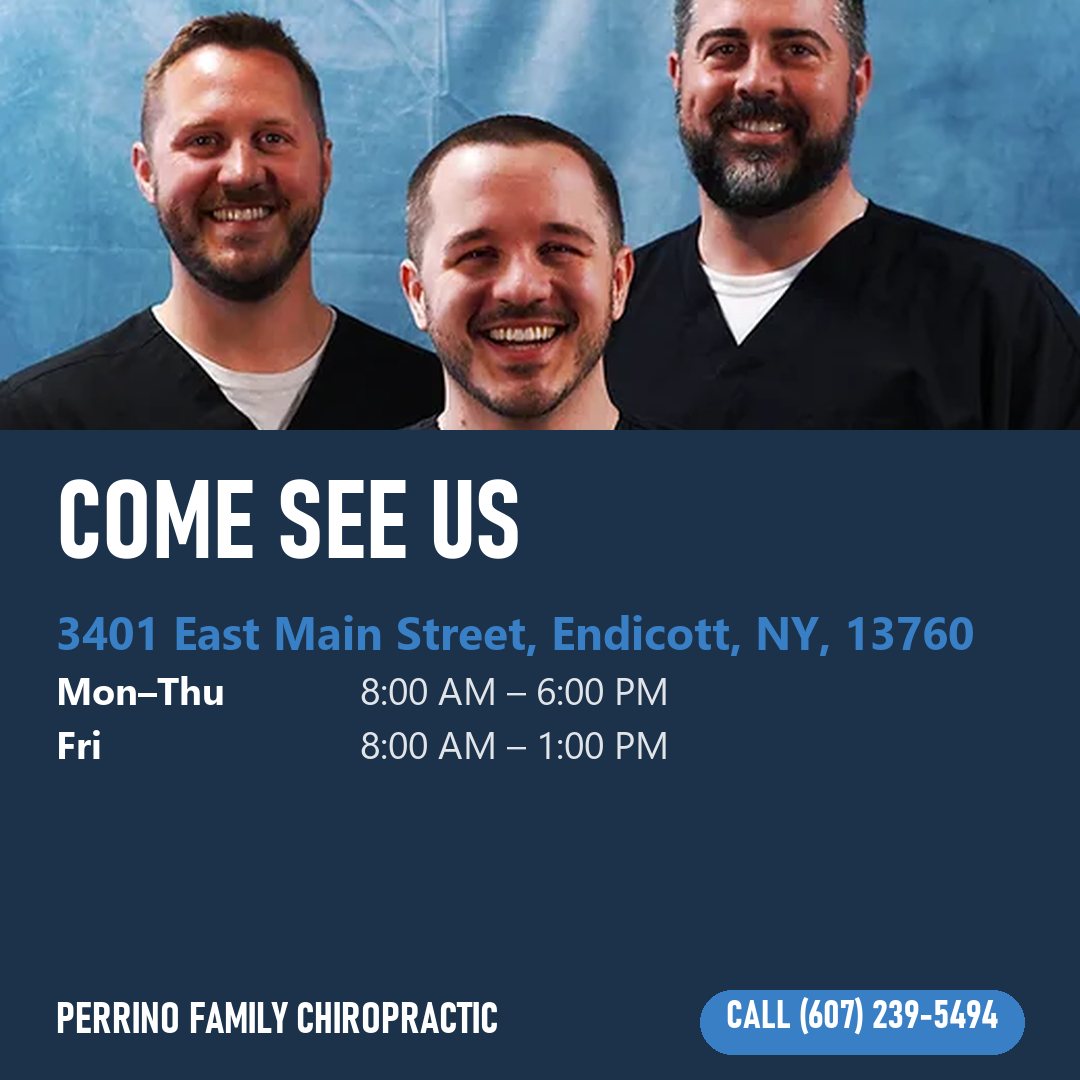 COME SEE US
3401 East Main Street, Endicott, NY, 13760
Mon–Thu 8:00 AM – 6:00 PM
Fri 8:00 AM – 1:00 PM
PERRINO FAMILY CHIROPRACTIC
CALL (607) 239-5494